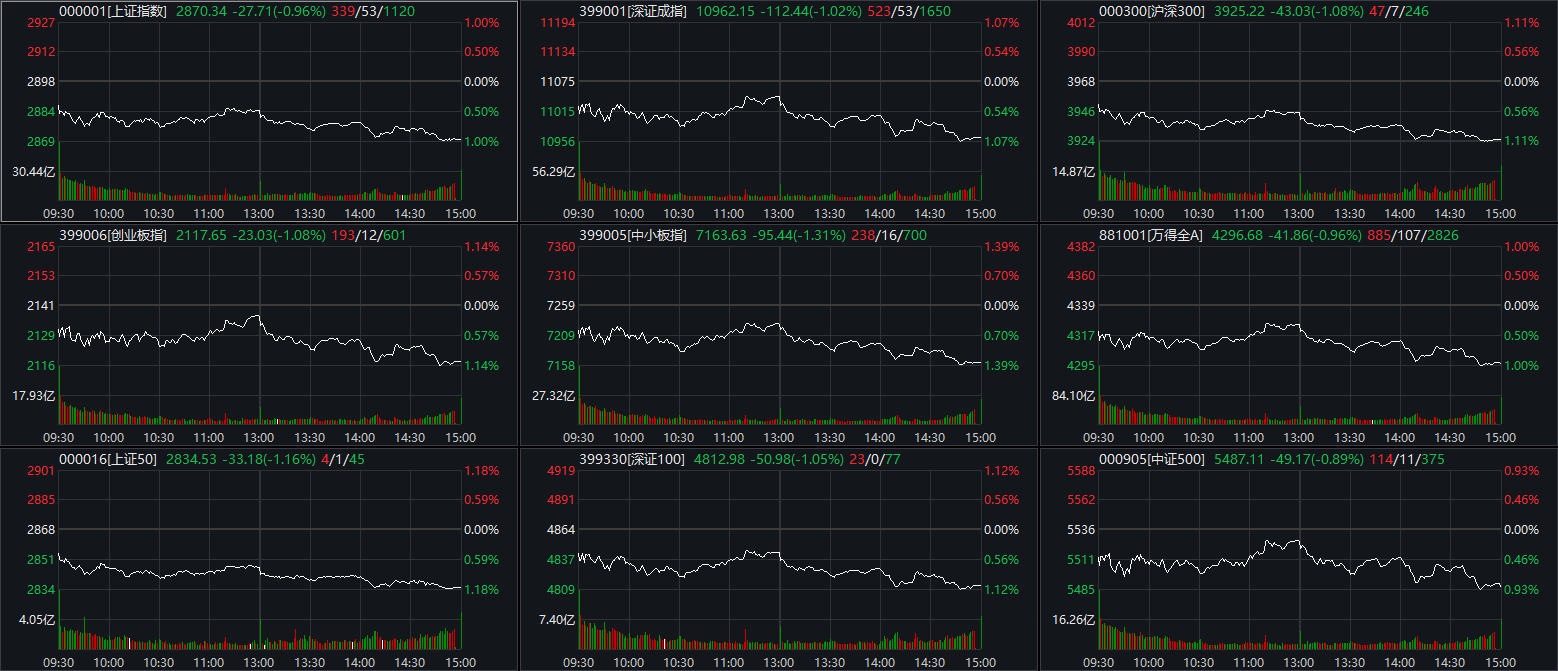 000001[上证指数] 2870.34 -27.71(-0.96%) 339/53/1120
2927 1.00%
2912 0.50%
2898 0.00%
2884 0.50%
2869 1.00%
30.44亿
09:30 10:00 10:30 11:00 13:00 13:30 14:00 14:30 15:00
399001[深证成指] 10962.15 -112.44(-1.02%) 523/53/1650
11194 1.07%
11134 0.54%
11075 0.00%
11015 0.54%
10956 1.07%
56.29亿
09:30 10:00 10:30 11:00 13:00 13:30 14:00 14:30 15:00
000300[沪深300] 3925.22 -43.03(-1.08%) 47/7/246
4012 1.11%
3990 0.56%
3968 0.00%
3946 0.56%
3924 1.11%
14.87亿
09:30 10:00 10:30 11:00 13:00 13:30 14:00 14:30 15:00
399006[创业板指] 2117.65 -23.03(-1.08%) 193/12/601
2165 1.14%
2153 0.57%
2141 0.00%
2129 0.57%
2116 1.14%
17.93亿
09:30 10:00 10:30 11:00 13:00 13:30 14:00 14:30 15:00
399005[中小板指] 7163.63 -95.44(-1.31%) 238/16/700
7360 1.39%
7310 0.70%
7259 0.00%
7209 0.70%
7158 1.39%
27.32亿
09:30 10:00 10:30 11:00 13:00 13:30 14:00 14:30 15:00
881001[万得全A] 4296.68 -41.86(-0.96%) 885/107/2826
4382 1.00%
4360 0.50%
4339 0.00%
4317 0.50%
4295 1.00%
84.10亿
09:30 10:00 10:30 11:00 13:00 13:30 14:00 14:30 15:00
000016[上证50] 2834.53 -33.18(-1.16%) 4/1/45
2901 1.18%
2885 0.59%
2868 0.00%
2851 0.59%
2834 1.18%
4.05亿
09:30 10:00 10:30 11:00 13:00 13:30 14:00 14:30 15:00
399330[深证100] 4812.98 -50.98(-1.05%) 23/0/77
4919 1.12%
4891 0.56%
4864 0.00%
4837 0.56%
4809 1.12%
7.40亿
09:30 10:00 10:30 11:00 13:00 13:30 14:00 14:30 15:00
000905[中证500] 5487.11 -49.17(-0.89%) 114/11/375
5588 0.93%
5562 0.46%
5536 0.00%
5511 0.46%
5485 0.93%
16.26亿
09:30 10:00 10:30 11:00 13:00 13:30 14:00 14:30 15:00